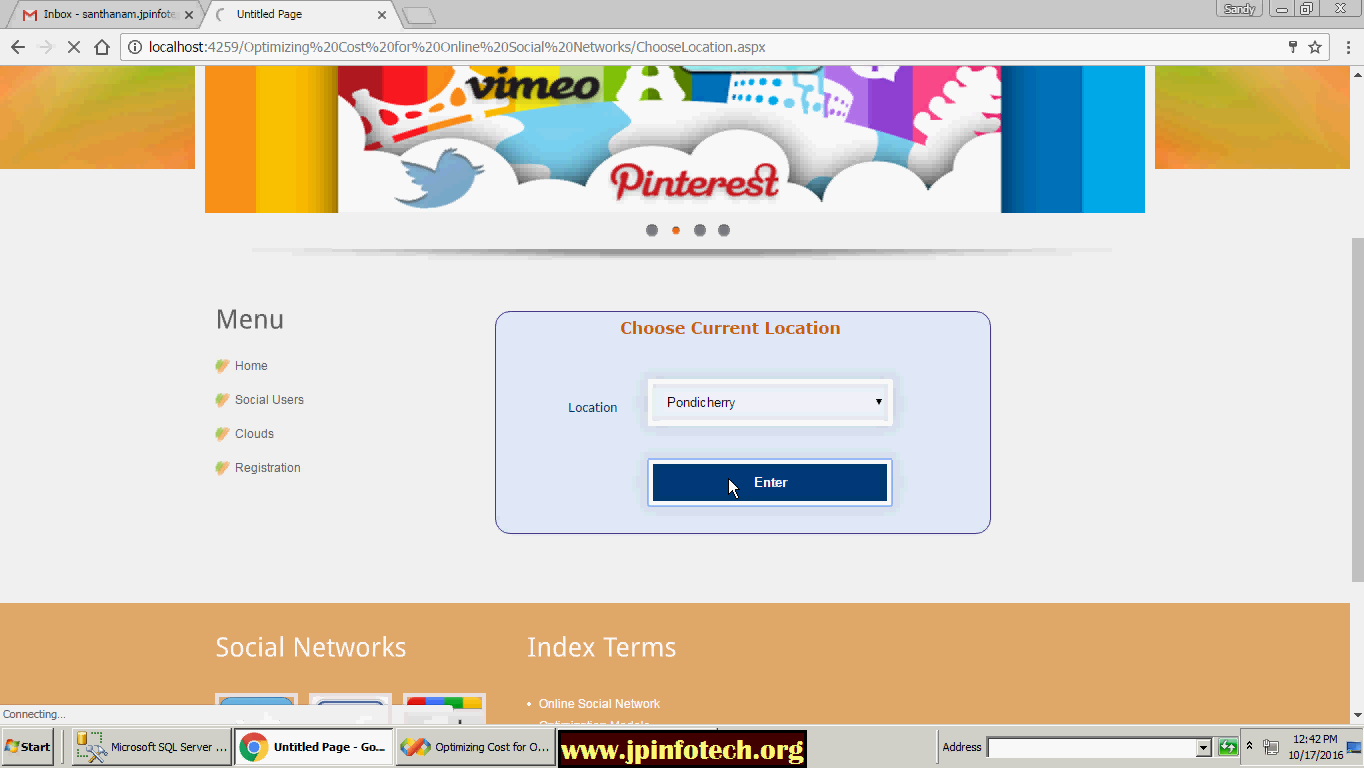 Inbox - santhanam.jpinfote
Untitled Page
Sandy
localhost:4259/Optimizing%20Cost%20for%20Online%20Social%20Networks/ChooseLocation.aspx
vimeo
Pinterest
Menu
Home
Social Users
Clouds
Registration
Choose Current Location
Location
Pondicherry
Enter
Social Networks
Index Terms
• Online Social Network
• Optimization Models
Connecting...
Start
Microsoft SQL Server ...
Untitled Page - Go...
Optimizing Cost for O...
www.jpinfotech.org
Address
12:42 PM
10/17/2016